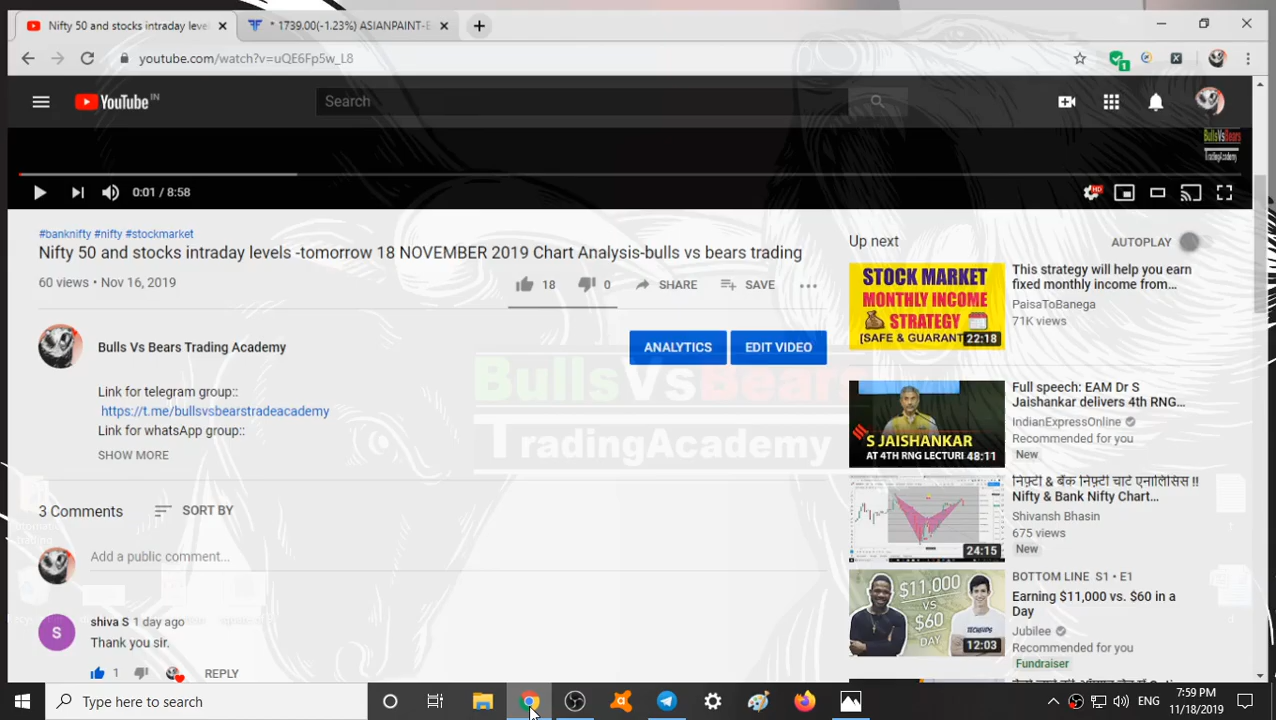 Nifty 50 and stocks intraday leve
* 1739.00(-1.23%) ASIANPAINT-E
youtube.com/watch?v=uQE6Fp5w_L8
YouTube IN
Search
BullsVsBears
TradingAcademy
0:01 / 8:58
HD
#banknifty #nifty #stockmarket
Nifty 50 and stocks intraday levels -tomorrow 18 NOVEMBER 2019 Chart Analysis-bulls vs bears trading
60 views • Nov 16, 2019
18
0
SHARE
SAVE
Bulls Vs Bears Trading Academy
ANALYTICS
EDIT VIDEO
Link for telegram group::
https://t.me/bullsvsbearstradeacademy
Link for whatsApp group::
SHOW MORE
BullsVsBears
TradingAcademy
3 Comments
SORT BY
Add a public comment...
S
shiva S 1 day ago
Thank you sir.
1
REPLY
Up next
AUTOPLAY
STOCK MARKET
MONTHLY INCOME
STRATEGY
(SAFE & GUARANT
22:18
This strategy will help you earn
fixed monthly income from...
PaisaToBanega
71K views
S JAISHANKAR
AT 4TH RNG LECTURI
48:11
Full speech: EAM Dr S
Jaishankar delivers 4th RNG...
IndianExpressOnline
Recommended for you
New
24:15
निफ़्टी & बॅंक निफ़्टी चार्ट एनालिसिस !!
Nifty & Bank Nifty Chart...
Shivansh Bhasin
675 views
New
$11,000
VS
$60
DAY
12:03
BOTTOM LINE S1 • E1
Earning $11,000 vs. $60 in a
Day
Jubilee
Recommended for you
Fundraiser
Type here to search
ENG
7:59 PM
11/18/2019